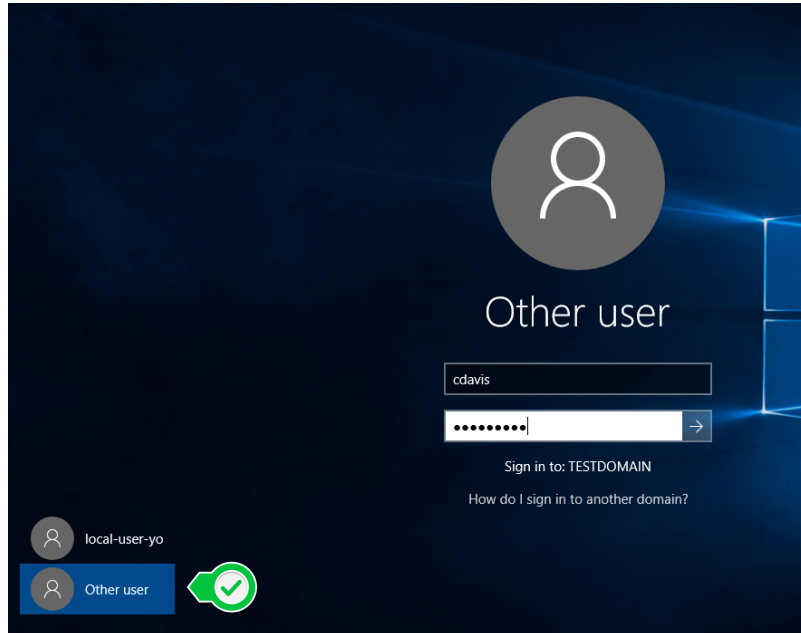 Other user
cdavis
Sign in to: TESTDOMAIN
How do I sign in to another domain?
local-user-yo
Other user